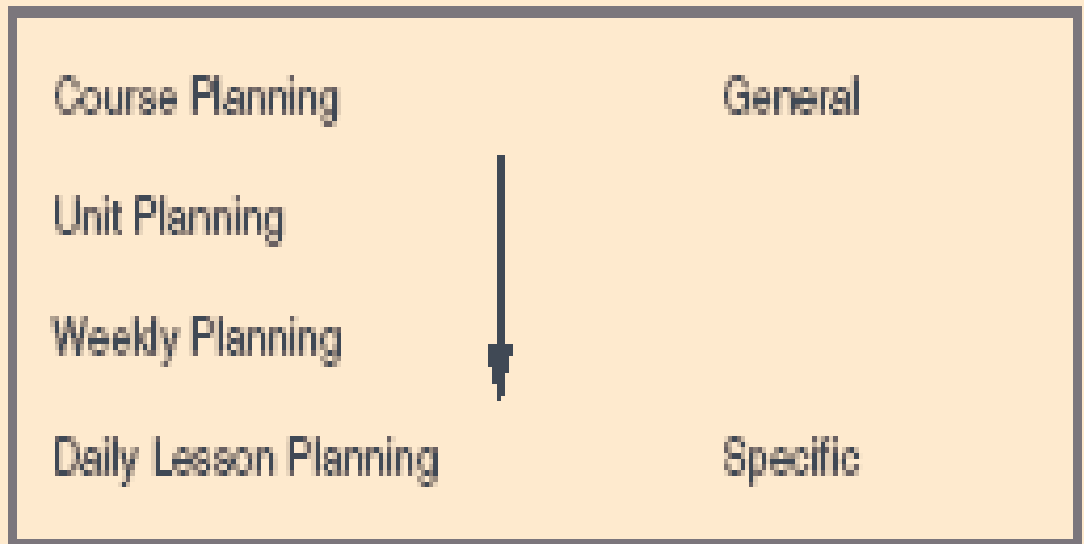 Course Planning General
Unit Planning
Weekly Planning
Daily Lesson Planning Specific